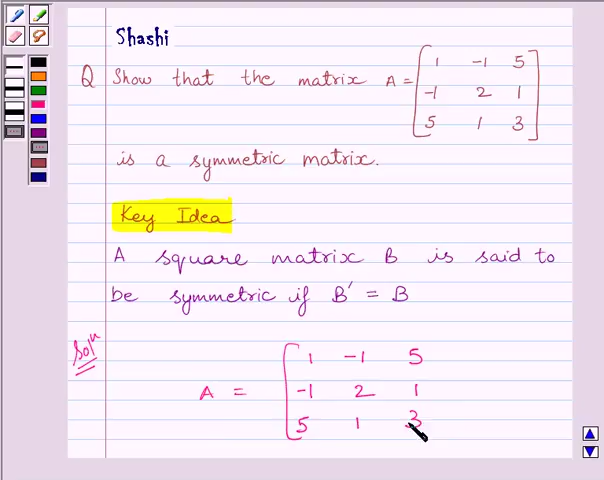 Shashi
Q Show that the matrix A = [ 1 -1 5
-1 2 1
5 1 3 ]
is a symmetric matrix.
Key Idea
A square matrix B is said to
be symmetric if B' = B
Solⁿ
A = [ 1 -1 5
-1 2 1
5 1 3